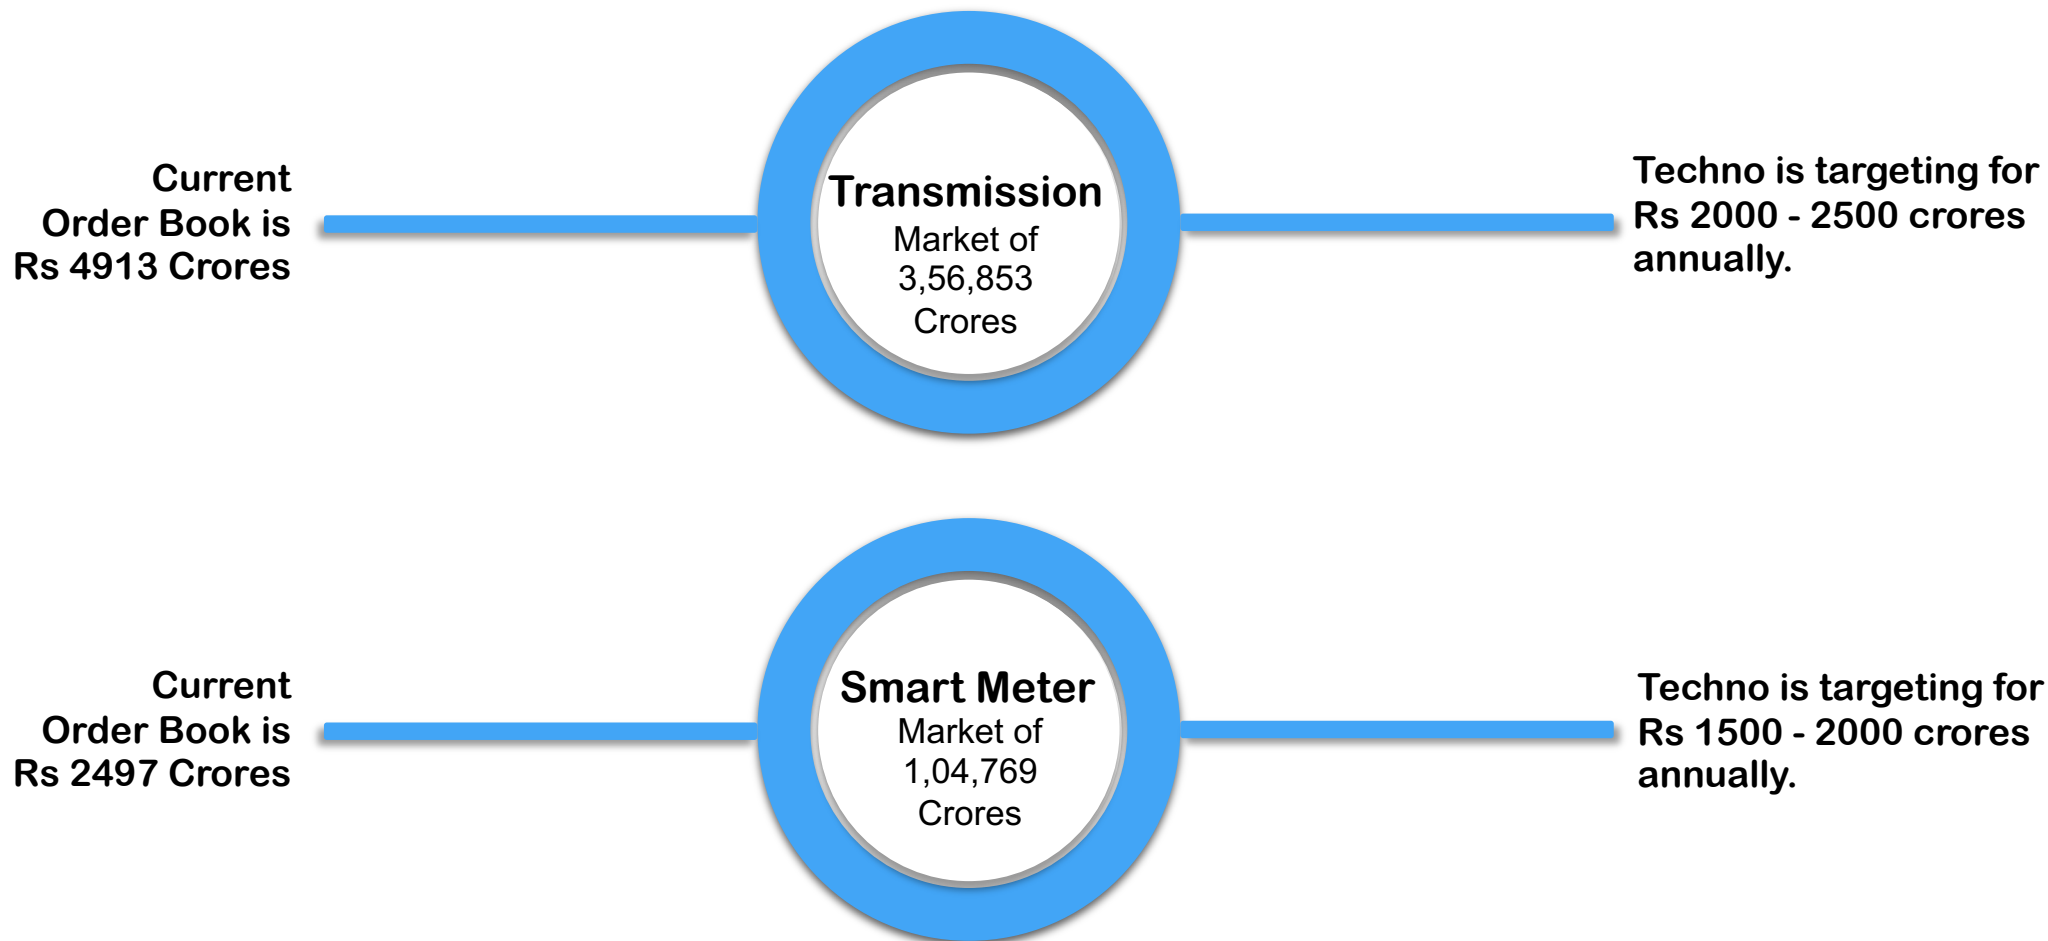 Current
Order Book is
Rs 4913 Crores
Transmission
Market of
3,56,853
Crores
Techno is targeting for
Rs 2000 - 2500 crores
annually.
Current
Order Book is
Rs 2497 Crores
Smart Meter
Market of
1,04,769
Crores
Techno is targeting for
Rs 1500 - 2000 crores
annually.